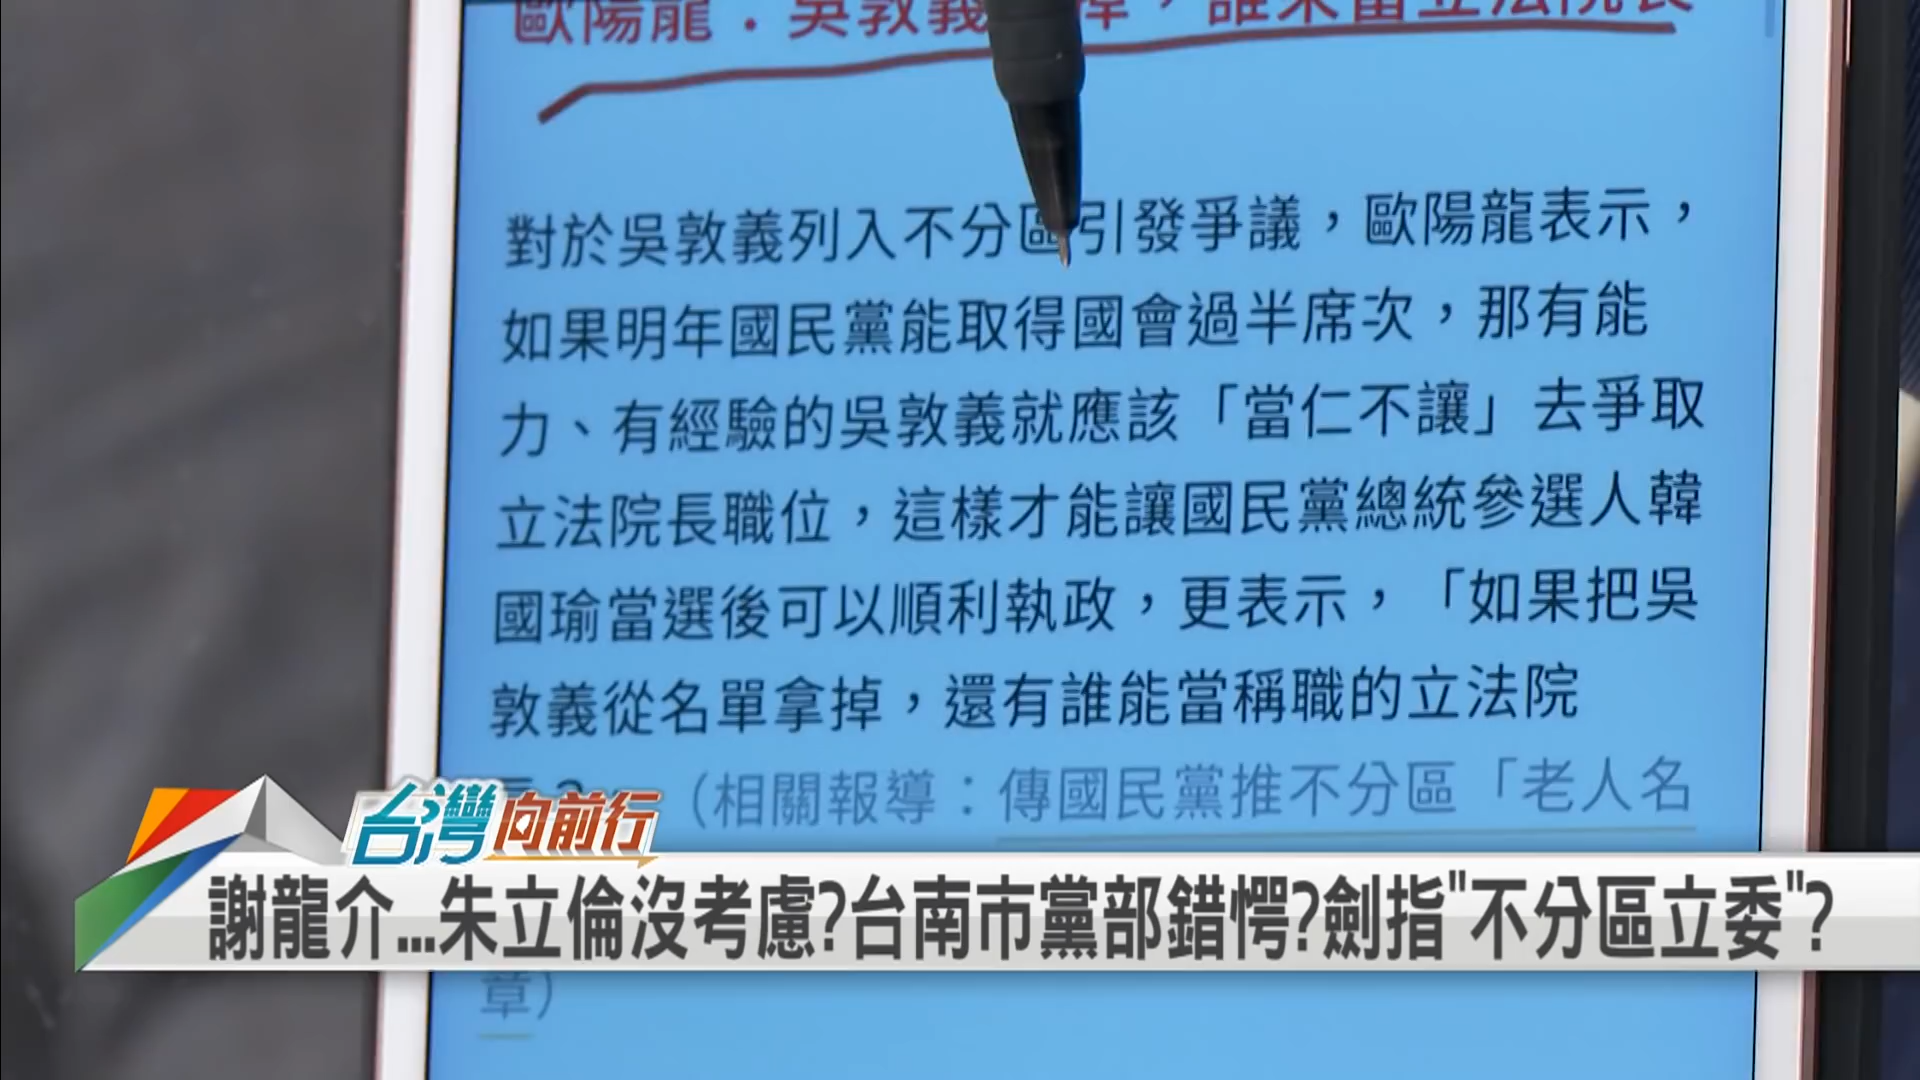 歐陽龍．吳敦義
對於吳敦義列入不分區引發爭議，歐陽龍表示，
如果明年國民黨能取得國會過半席次，那有能
力、有經驗的吳敦義就應該「當仁不讓」去爭取
立法院長職位，這樣才能讓國民黨總統參選人韓
國瑜當選後可以順利執政，更表示，「如果把吳
敦義從名單拿掉，還有誰能當稱職的立法院
（相關報導：傳國民黨推不分區「老人名
台灣向前行
謝龍介...朱立倫沒考慮?台南市黨部錯愕?劍指"不分區立委"?
章）